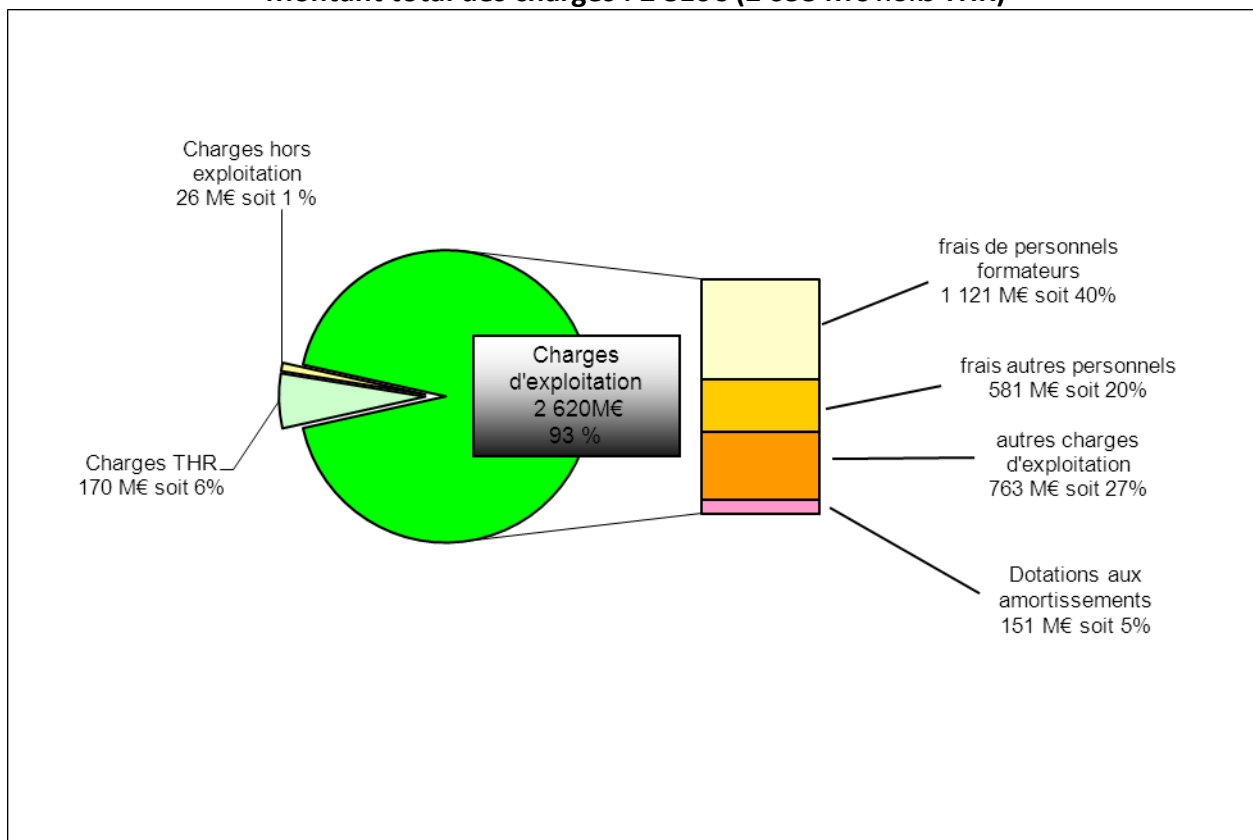 Charges hors
exploitation
26 M€ soit 1 %
Charges THR
170 M€ soit 6%
Charges
d'exploitation
2 620M€
93 %
frais de personnels
formateurs
1 121 M€ soit 40%
frais autres personnels
581 M€ soit 20%
autres charges
d'exploitation
763 M€ soit 27%
Dotations aux
amortissements
151 M€ soit 5%